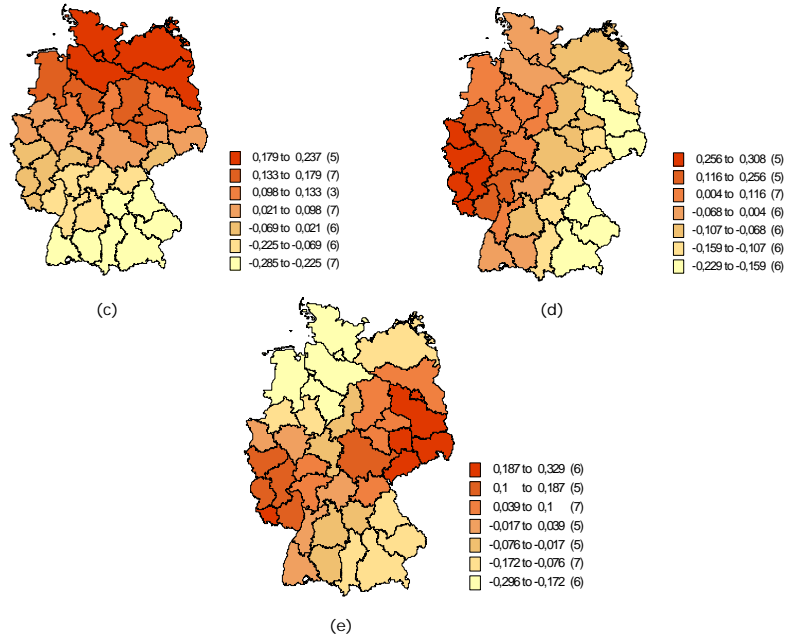 0,179 to 0,237 (5)
0,133 to 0,179 (7)
0,098 to 0,133 (3)
0,021 to 0,098 (7)
-0,069 to 0,021 (6)
-0,225 to -0,069 (6)
-0,285 to -0,225 (7)
(c)
0,256 to 0,308 (5)
0,116 to 0,256 (5)
0,004 to 0,116 (7)
-0,068 to 0,004 (6)
-0,107 to -0,068 (6)
-0,159 to -0,107 (6)
-0,229 to -0,159 (6)
(d)
0,187 to 0,329 (6)
0,1 to 0,187 (5)
0,039 to 0,1 (7)
-0,017 to 0,039 (5)
-0,076 to -0,017 (5)
-0,172 to -0,076 (7)
-0,296 to -0,172 (6)
(e)